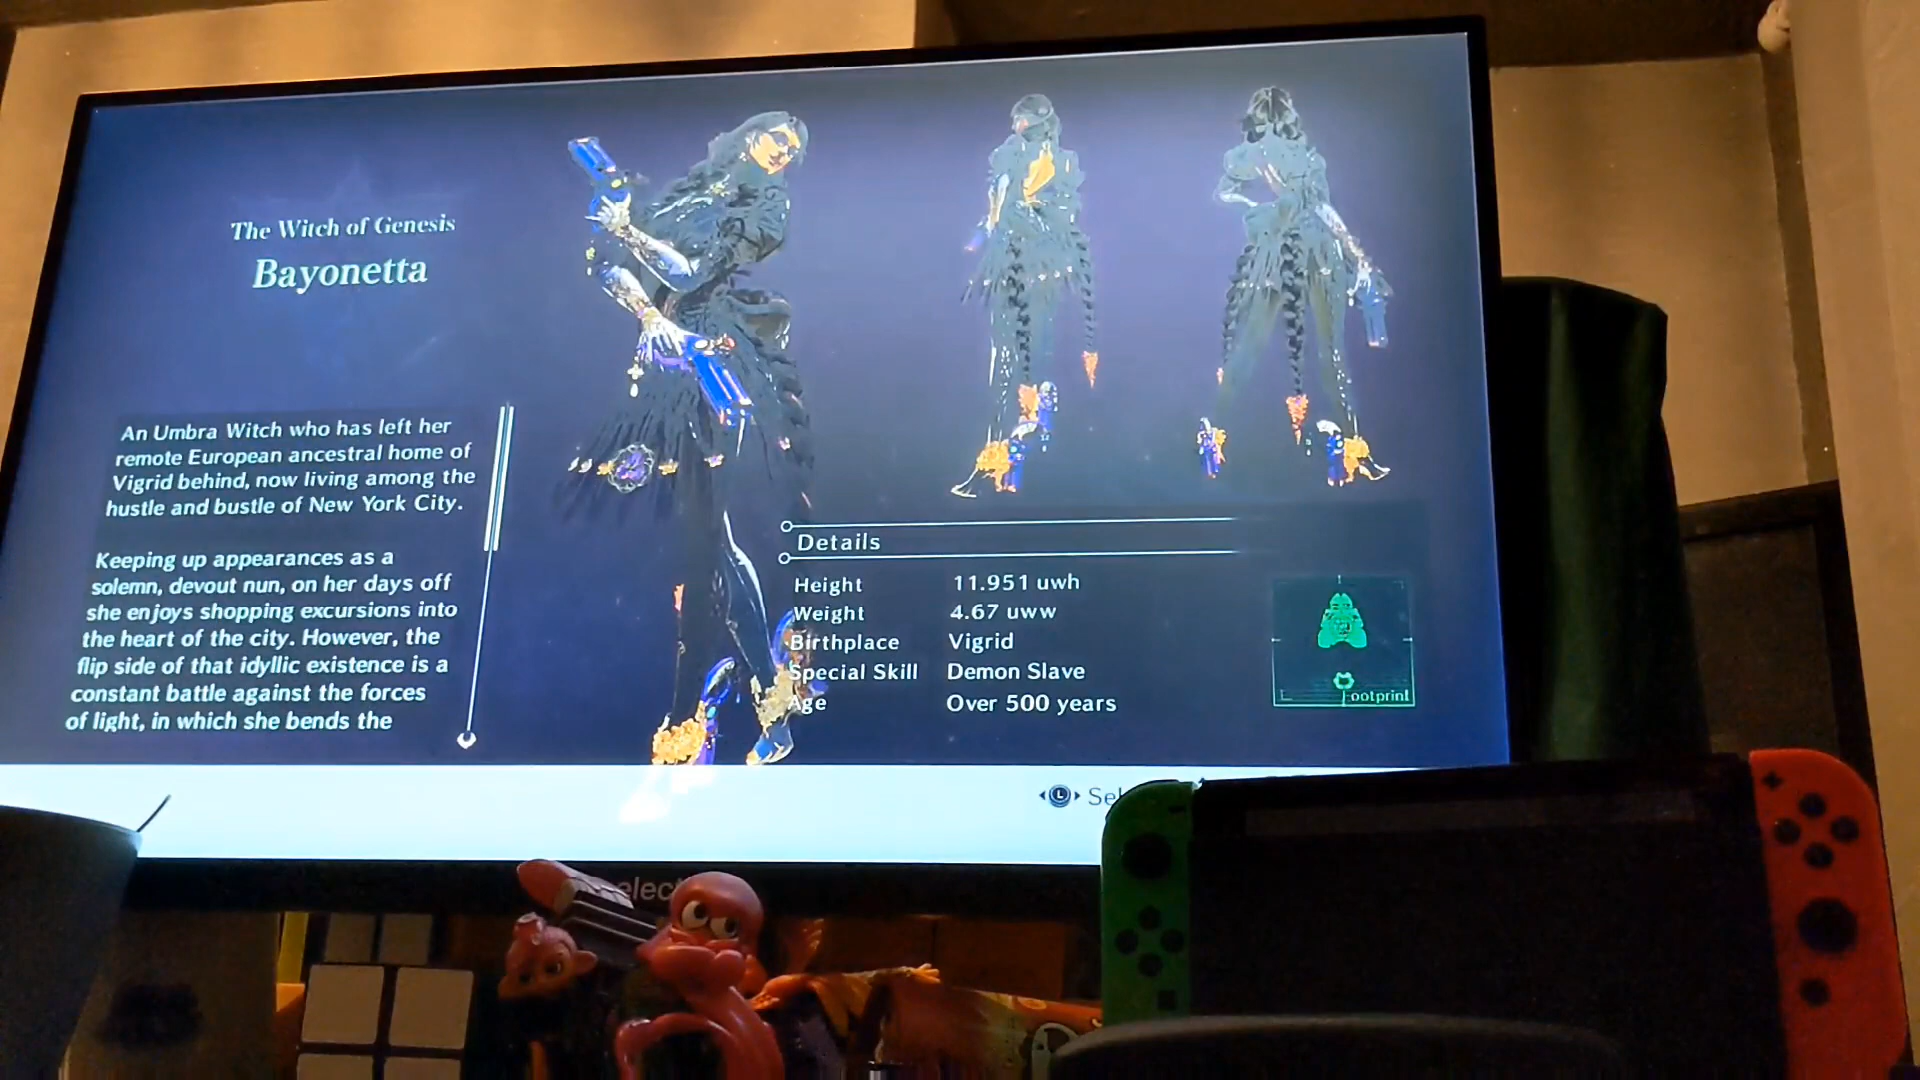 The Witch of Genesis
Bayonetta
An Umbra Witch who has left her
remote European ancestral home of
Vigrid behind, now living among the
hustle and bustle of New York City.
Keeping up appearances as a
solemn, devout nun, on her days off
she enjoys shopping excursions into
the heart of the city. However, the
flip side of that idyllic existence is a
constant battle against the forces
of light, in which she bends the
Details
Height 11.951 uwh
Weight 4.67 uww
Birthplace Vigrid
Special Skill Demon Slave
Age Over 500 years
Footprint
L